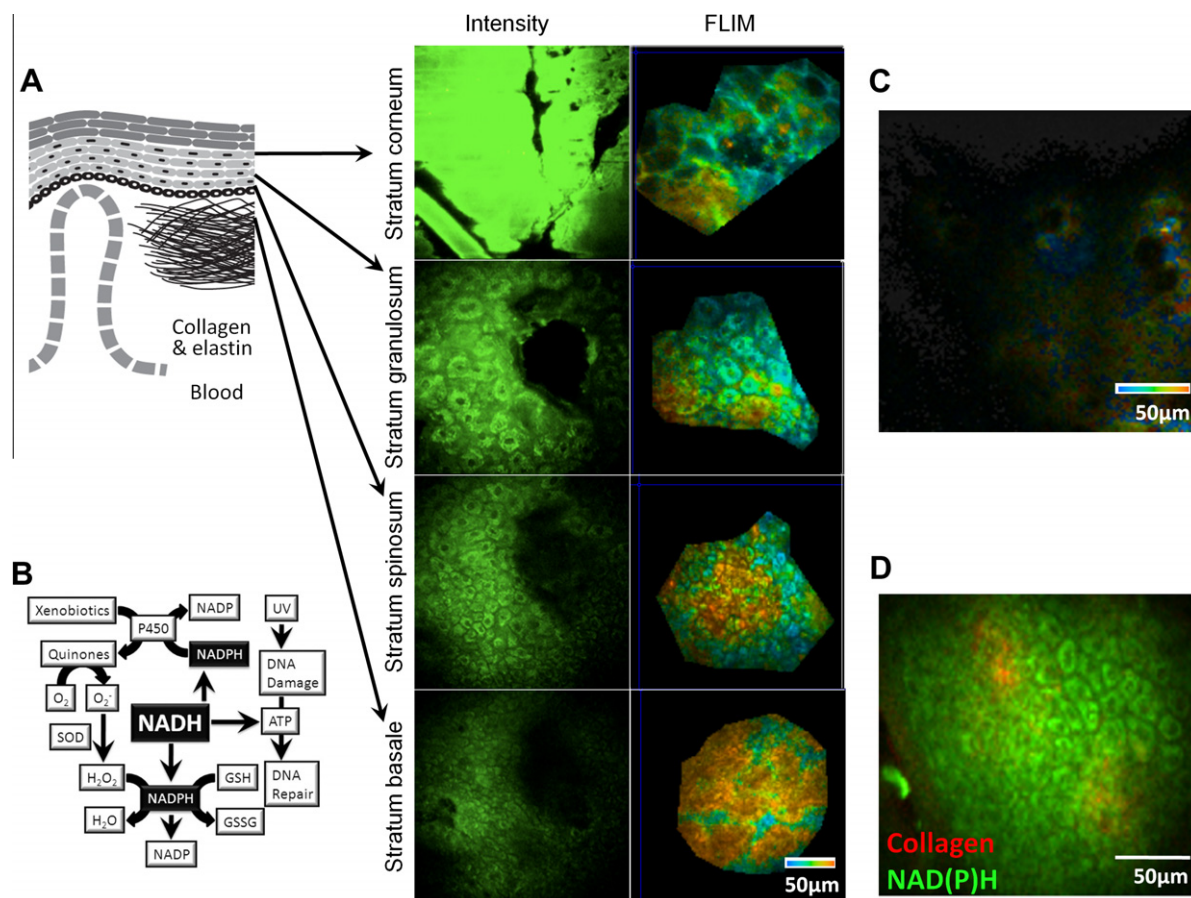 Intensity
FLIM
A
Stratum corneum
Stratum granulosum
Stratum spinosum
Stratum basale
Collagen
& elastin
Blood
50µm
B
Xenobiotics
NADP
UV
P450
Quinones
NADPH
DNA
Damage
O₂
O₂⁻
NADH
ATP
SOD
H₂O₂
GSH
DNA
Repair
NADPH
H₂O
GSSG
NADP
C
50µm
D
Collagen
NAD(P)H
50µm